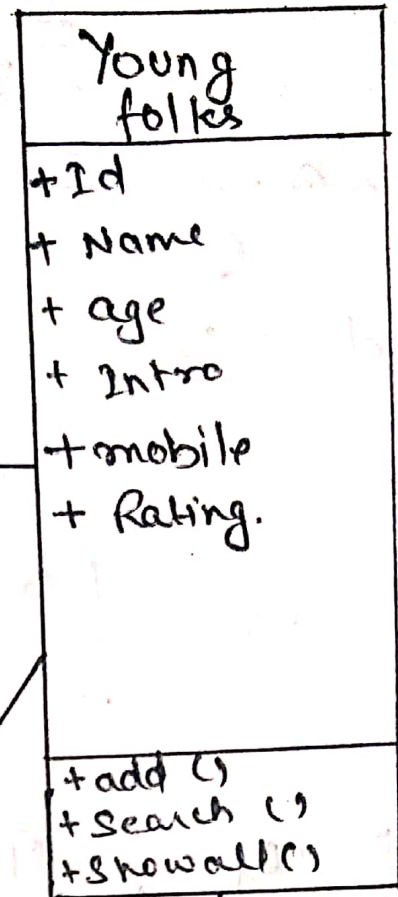 Young
folks
+ Id
+ Name
+ age
+ Intro
+ mobile
+ Rating.
+ add ()
+ Search ()
+ Showall ()